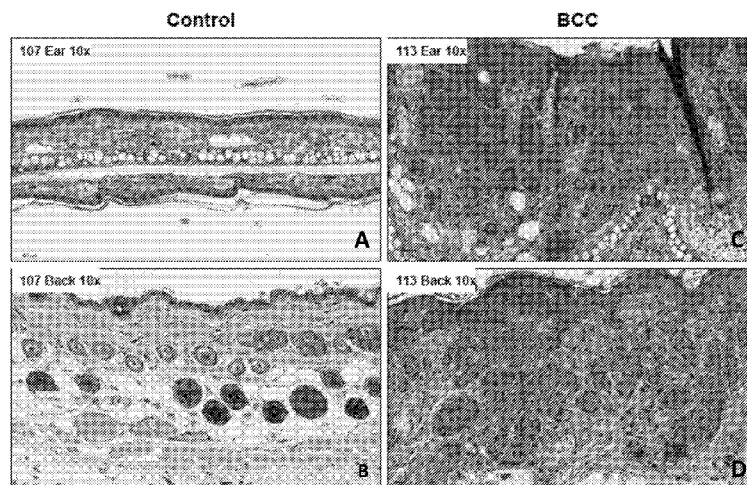 Control
BCC
107 Ear 10x
113 Ear 10x
A
C
107 Back 10x
113 Back 10x
B
D